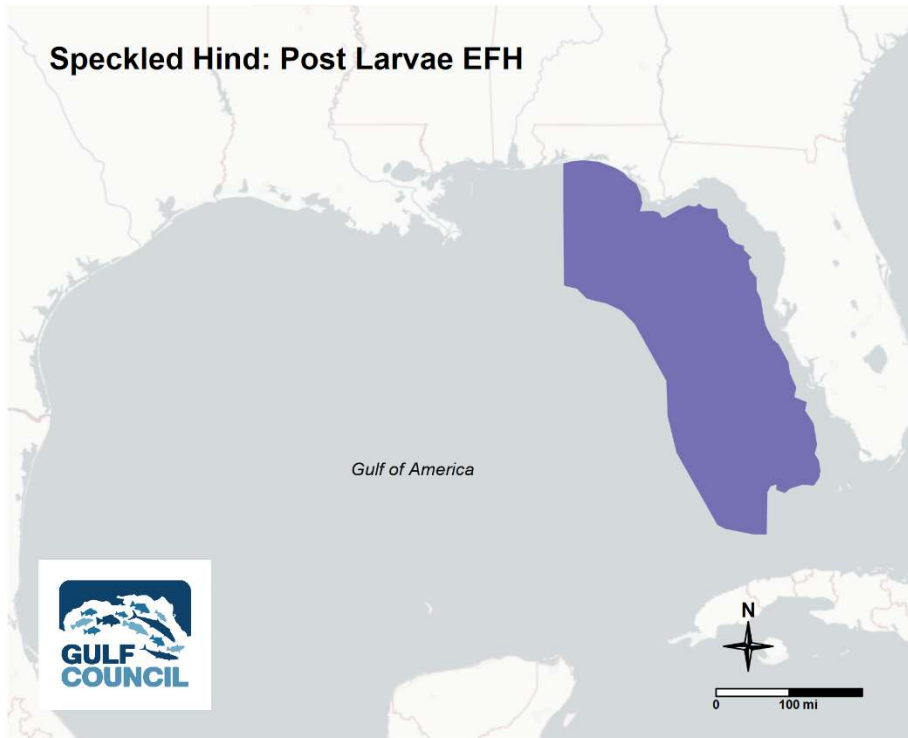 Speckled Hind: Post Larvae EFH
Gulf of America
GULF
COUNCIL
N
0 100 mi